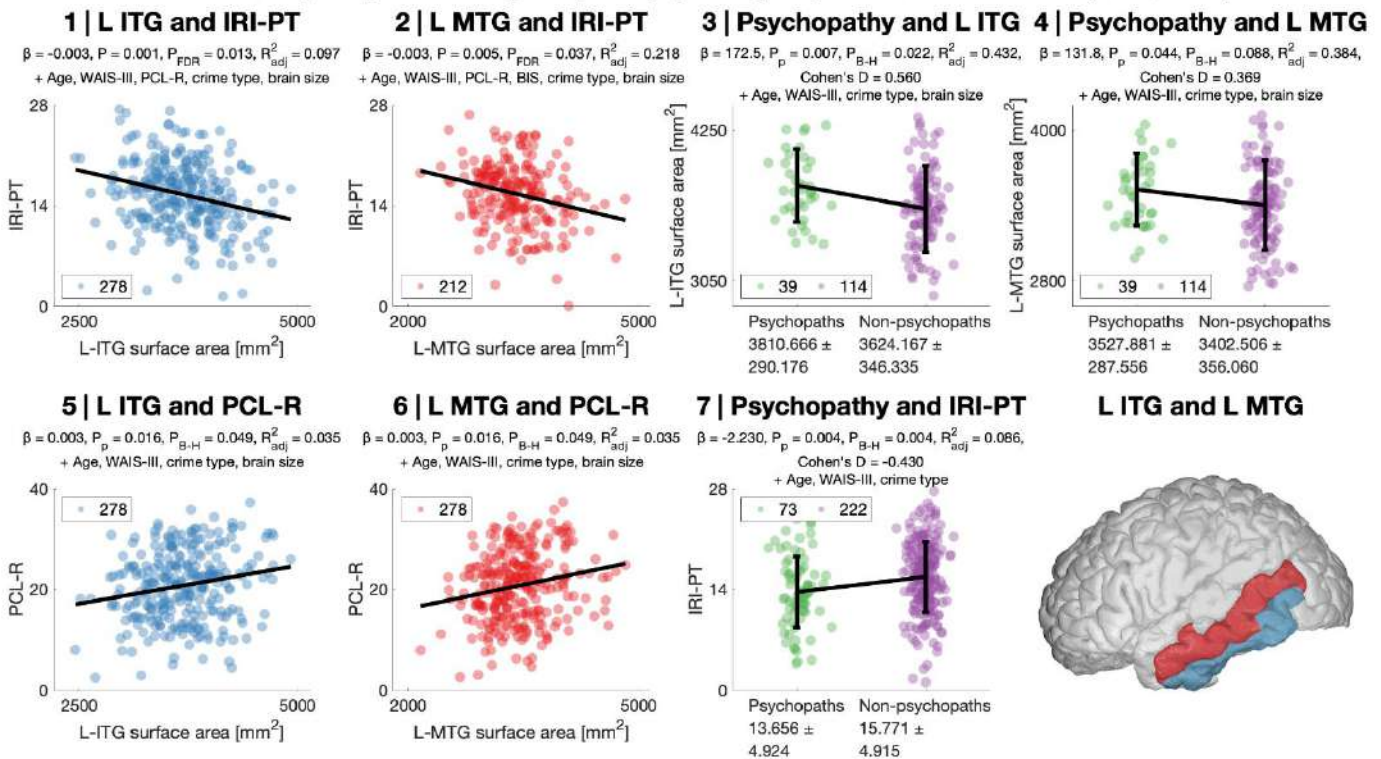 1 | L ITG and IRI-PT
β = -0.003, P = 0.001, P_FDR = 0.013, R²_adj = 0.097
+ Age, WAIS-III, PCL-R, crime type, brain size
28
14
0
IRI-PT
278
2500 5000
L-ITG surface area [mm²]
2 | L MTG and IRI-PT
β = -0.003, P = 0.005, P_FDR = 0.037, R²_adj = 0.218
+ Age, WAIS-III, PCL-R, BIS, crime type, brain size
28
14
0
IRI-PT
212
2000 5000
L-MTG surface area [mm²]
3 | Psychopathy and L ITG
β = 172.5, P_p = 0.007, P_B-H = 0.022, R²_adj = 0.432,
Cohen's D = 0.560
+ Age, WAIS-III, crime type, brain size
4250
3050
L-ITG surface area [mm²]
39 114
Psychopaths Non-psychopaths
3810.666 ± 3624.167 ±
290.176 346.335
4 | Psychopathy and L MTG
β = 131.8, P_p = 0.044, P_B-H = 0.088, R²_adj = 0.384,
Cohen's D = 0.369
+ Age, WAIS-III, crime type, brain size
4000
2800
L-MTG surface area [mm²]
39 114
Psychopaths Non-psychopaths
3527.881 ± 3402.506 ±
287.556 356.060
5 | L ITG and PCL-R
β = 0.003, P_p = 0.016, P_B-H = 0.049, R²_adj = 0.035
+ Age, WAIS-III, crime type, brain size
40
20
0
PCL-R
278
2500 5000
L-ITG surface area [mm²]
6 | L MTG and PCL-R
β = 0.003, P_p = 0.016, P_B-H = 0.049, R²_adj = 0.035
+ Age, WAIS-III, crime type, brain size
40
20
0
PCL-R
278
2000 5000
L-MTG surface area [mm²]
7 | Psychopathy and IRI-PT
β = -2.230, P_p = 0.004, P_B-H = 0.004, R²_adj = 0.086,
Cohen's D = -0.430
+ Age, WAIS-III, crime type
28
14
0
IRI-PT
73 222
Psychopaths Non-psychopaths
13.656 ± 15.771 ±
4.924 4.915
L ITG and L MTG